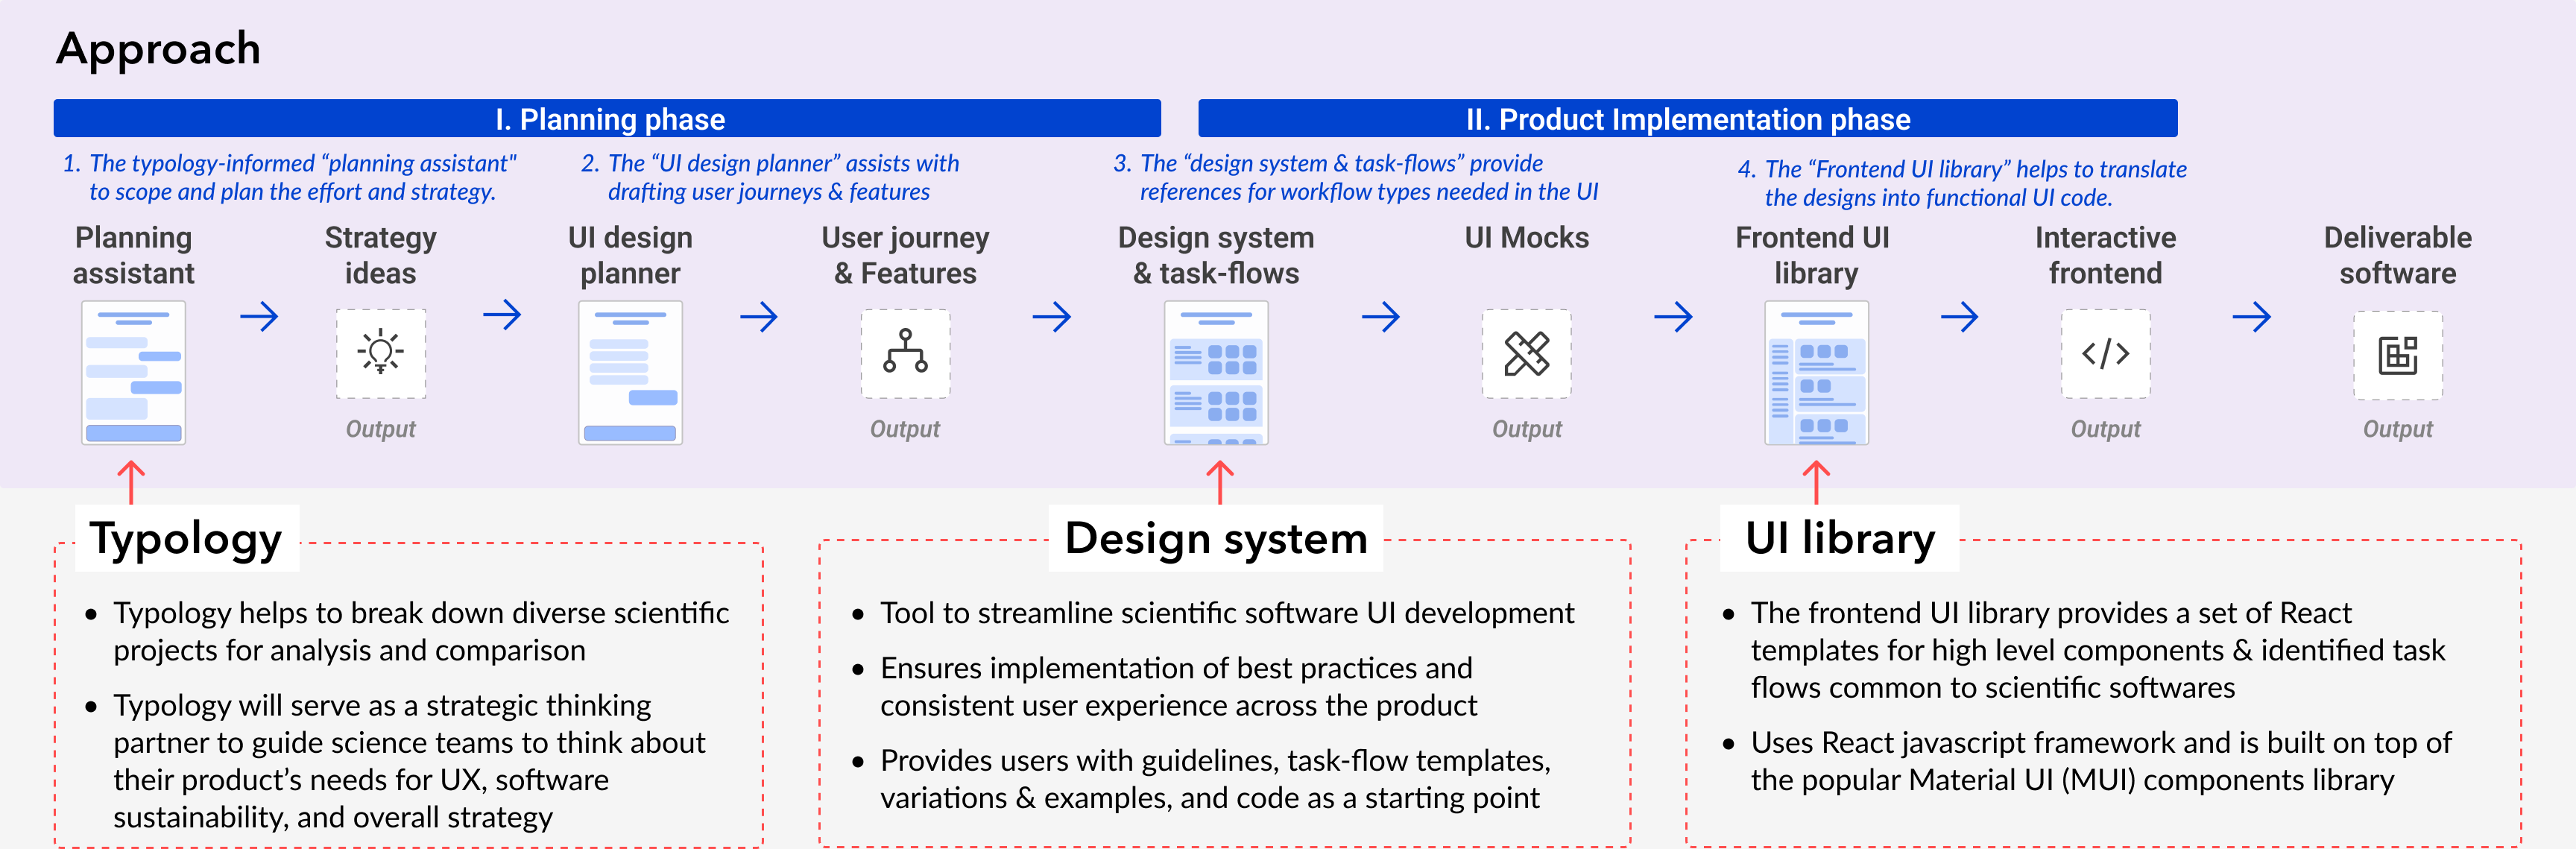 Approach
I. Planning phase
II. Product Implementation phase
1. The typology-informed “planning assistant"
to scope and plan the effort and strategy.
2. The “UI design planner” assists with
drafting user journeys & features
3. The “design system & task-flows” provide
references for workflow types needed in the UI
4. The “Frontend UI library” helps to translate
the designs into functional UI code.
Planning
assistant
Strategy
ideas
Output
UI design
planner
User journey
& Features
Output
Design system
& task-flows
UI Mocks
Output
Frontend UI
library
Interactive
frontend
Output
Deliverable
software
Output
Typology
• Typology helps to break down diverse scientific
projects for analysis and comparison
• Typology will serve as a strategic thinking
partner to guide science teams to think about
their product’s needs for UX, software
sustainability, and overall strategy
Design system
• Tool to streamline scientific software UI development
• Ensures implementation of best practices and
consistent user experience across the product
• Provides users with guidelines, task-flow templates,
variations & examples, and code as a starting point
UI library
• The frontend UI library provides a set of React
templates for high level components & identified task
flows common to scientific softwares
• Uses React javascript framework and is built on top of
the popular Material UI (MUI) components library